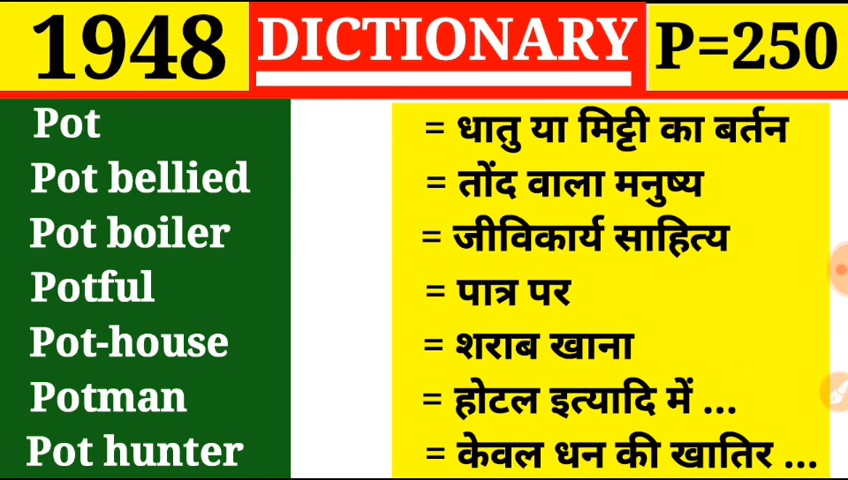 1948 DICTIONARY P=250
Pot = धातु या मिट्टी का बर्तन
Pot bellied = तोंद वाला मनुष्य
Pot boiler = जीविकार्य साहित्य
Potful = पात्र पर
Pot-house = शराब खाना
Potman = होटल इत्यादि में ...
Pot hunter = केवल धन की खातिर ...